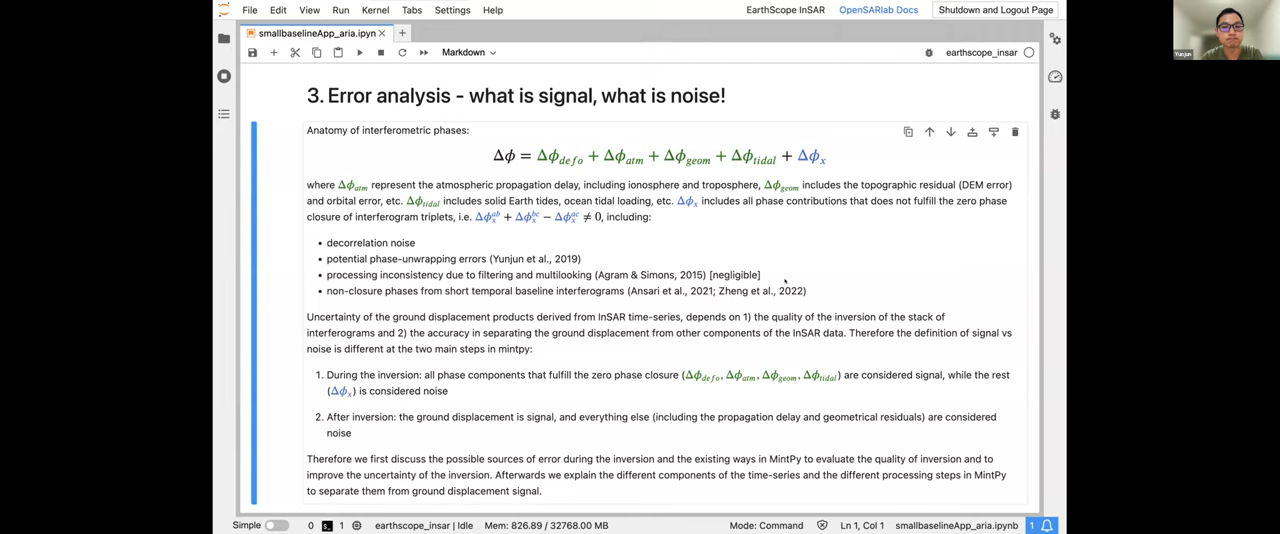 File Edit View Run Kernel Tabs Settings Help EarthScope InSAR OpenSARlab Docs Shutdown and Logout Page
smallbaselineApp_aria.ipyn
Markdown earthscope_insar
3. Error analysis - what is signal, what is noise!
Anatomy of interferometric phases:
Δϕ = Δϕ_defo + Δϕ_atm + Δϕ_geom + Δϕ_tidal + Δϕ_x
where Δϕ_atm represent the atmospheric propagation delay, including ionosphere and troposphere, Δϕ_geom includes the topographic residual (DEM error)
and orbital error, etc. Δϕ_tidal includes solid Earth tides, ocean tidal loading, etc. Δϕ_x includes all phase contributions that does not fulfill the zero phase
closure of interferogram triplets, i.e. Δϕ_x^ab + Δϕ_x^bc − Δϕ_x^ac ≠ 0, including:
• decorrelation noise
• potential phase-unwrapping errors (Yunjun et al., 2019)
• processing inconsistency due to filtering and multilooking (Agram & Simons, 2015) [negligible]
• non-closure phases from short temporal baseline interferograms (Ansari et al., 2021; Zheng et al., 2022)
Uncertainty of the ground displacement products derived from InSAR time-series, depends on 1) the quality of the inversion of the stack of
interferograms and 2) the accuracy in separating the ground displacement from other components of the InSAR data. Therefore the definition of signal vs
noise is different at the two main steps in mintpy:
1. During the inversion: all phase components that fulfill the zero phase closure (Δϕ_defo, Δϕ_atm, Δϕ_geom, Δϕ_tidal) are considered signal, while the rest
(Δϕ_x) is considered noise
2. After inversion: the ground displacement is signal, and everything else (including the propagation delay and geometrical residuals) are considered
noise
Therefore we first discuss the possible sources of error during the inversion and the existing ways in MintPy to evaluate the quality of inversion and to
improve the uncertainty of the inversion. Afterwards we explain the different components of the time-series and the different processing steps in MintPy
to separate them from ground displacement signal.
Simple 0 1 earthscope_insar | Idle Mem: 826.89 / 32768.00 MB Mode: Command Ln 1, Col 1 smallbaselineApp_aria.ipynb 1
Yunjun